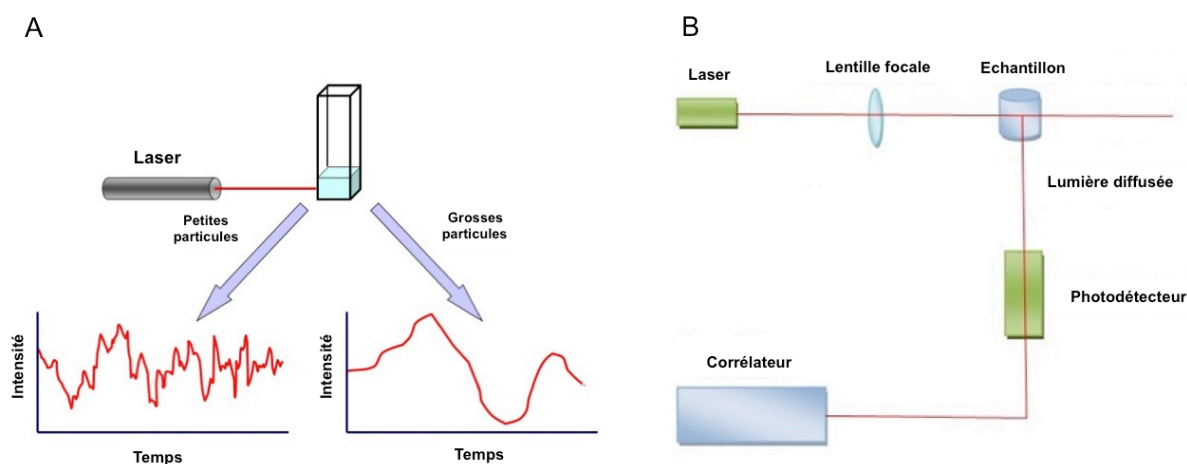 A
Laser
Petites
particules
Grosses
particules
Intensité
Temps
Intensité
Temps
B
Laser
Lentille focale
Echantillon
Lumière diffusée
Photodétecteur
Corrélateur